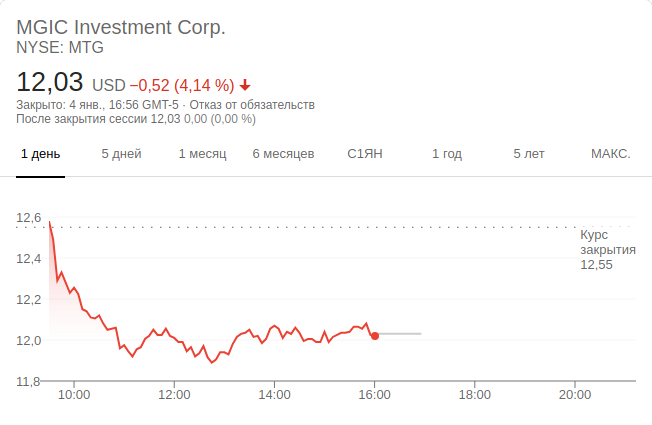 MGIC Investment Corp.
NYSE: MTG
12,03 USD −0,52 (4,14 %)
Закрыто: 4 янв., 16:56 GMT-5 · Отказ от обязательств
После закрытия сессии 12,03 0,00 (0,00 %)
1 день 5 дней 1 месяц 6 месяцев С1ЯН 1 год 5 лет МАКС.
12,6
Курс
закрытия
12,55
12,4
12,2
12,0
11,8
10:00 12:00 14:00 16:00 18:00 20:00